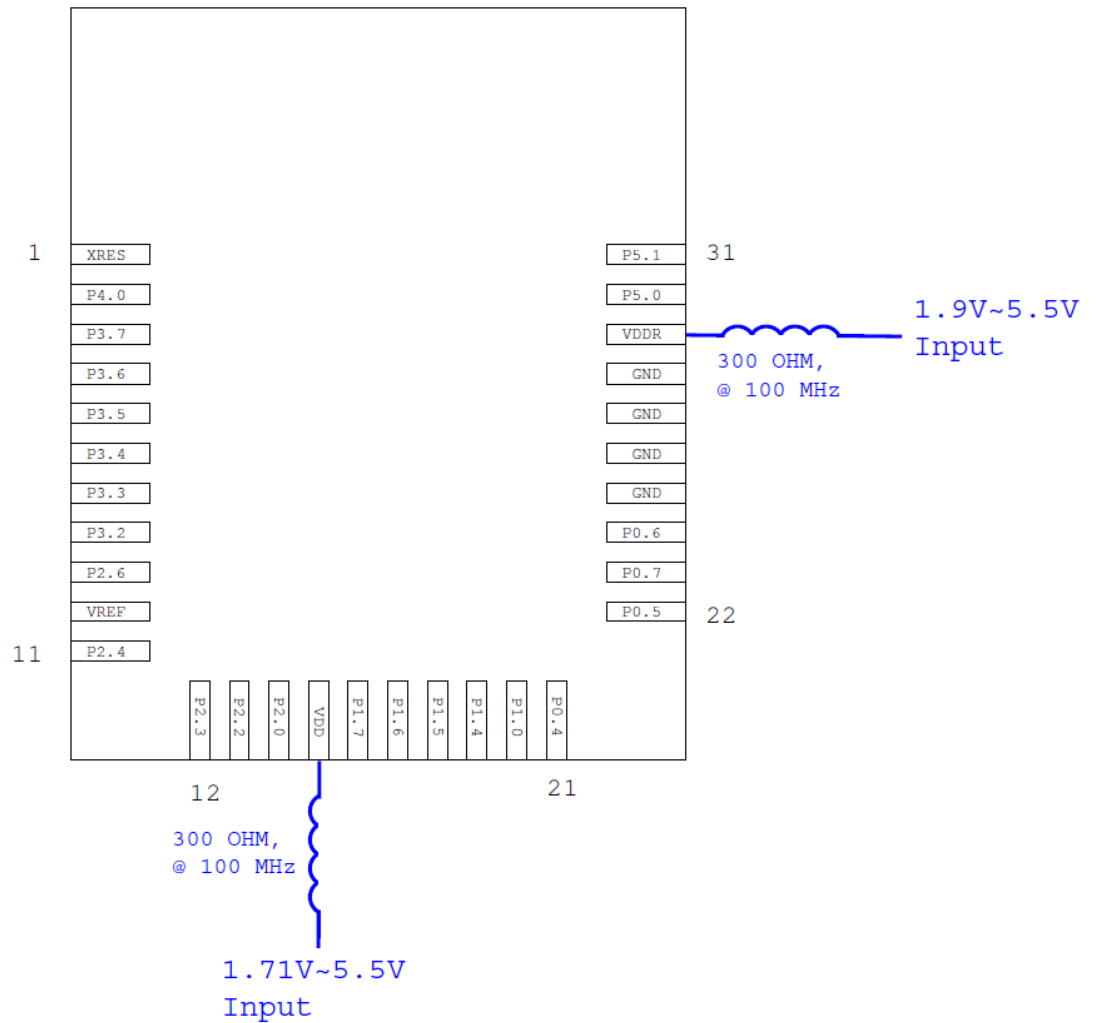 1
XRES
P4.0
P3.7
P3.6
P3.5
P3.4
P3.3
P3.2
P2.6
VREF
11
P2.4
P2.3
P2.2
P2.0
VDD
P1.7
P1.6
P1.5
P1.4
P1.0
P0.4
12
21
P5.1
31
P5.0
VDDR
GND
GND
GND
GND
P0.6
P0.7
P0.5
22
1.9V~5.5V
Input
300 OHM,
@ 100 MHz
300 OHM,
@ 100 MHz
1.71V~5.5V
Input